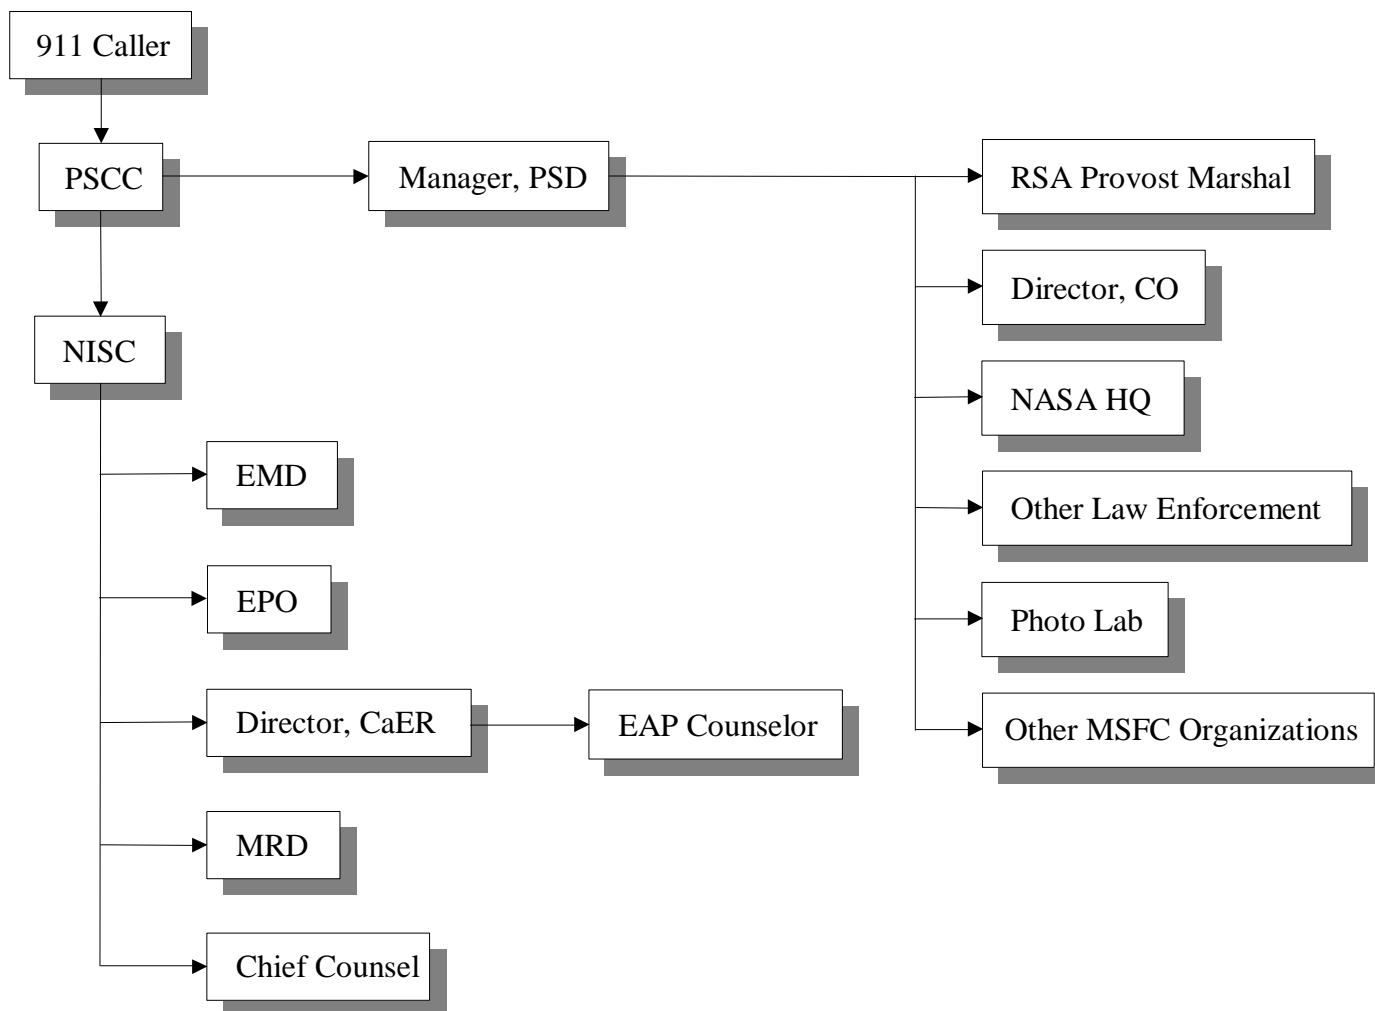 911 Caller
PSCC
Manager, PSD
RSA Provost Marshal
Director, CO
NISC
NASA HQ
EMD
Other Law Enforcement
EPO
Photo Lab
Director, CaER
EAP Counselor
Other MSFC Organizations
MRD
Chief Counsel